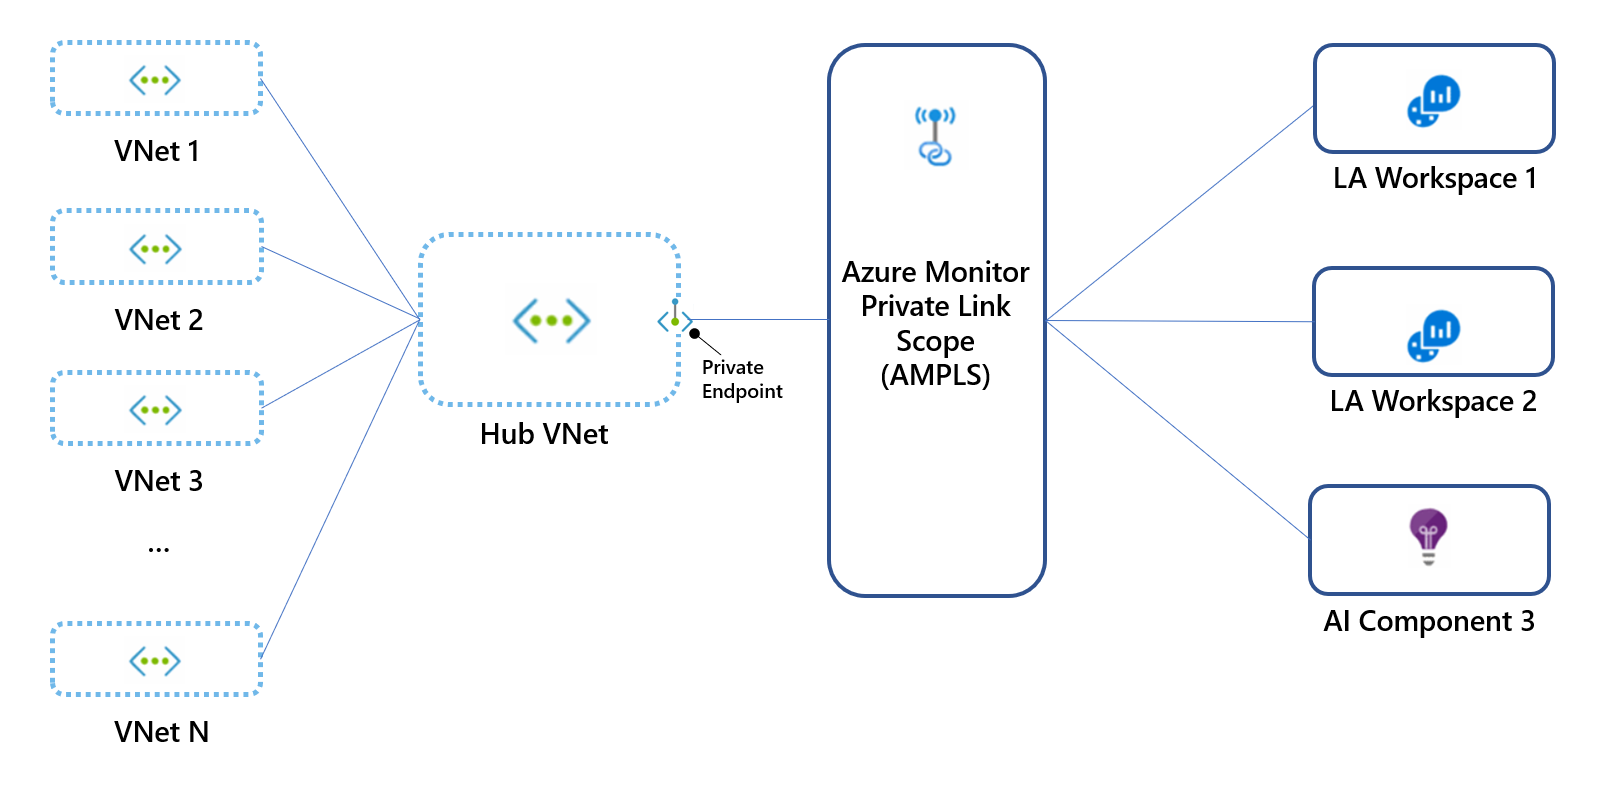 VNet 1
VNet 2
VNet 3
...
VNet N
Hub VNet
Private
Endpoint
Azure Monitor
Private Link
Scope
(AMPLS)
LA Workspace 1
LA Workspace 2
AI Component 3